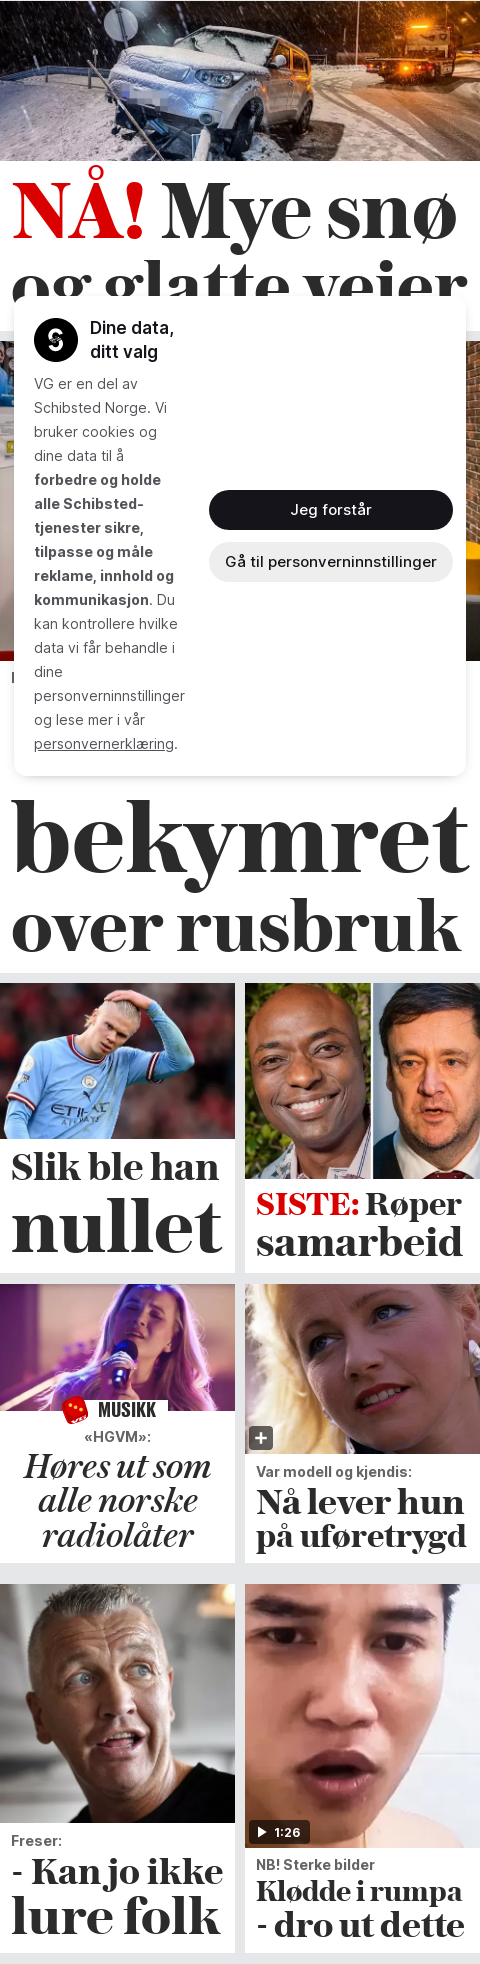 NÅ! Mye snø
og glatte veier
Dine data,
ditt valg
VG er en del av
Schibsted Norge. Vi
bruker cookies og
dine data til å
forbedre og holde
alle Schibsted-
tjenester sikre,
tilpasse og måle
reklame, innhold og
kommunikasjon. Du
kan kontrollere hvilke
data vi får behandle i
dine
personverninnstillinger
og lese mer i vår
personvernerklæring.
Jeg forstår
Gå til personverninnstillinger
bekymret
over rusbruk
Slik ble han
nullet
SISTE: Røper
samarbeid
MUSIKK
«HGVM»:
Høres ut som
alle norske
radiolåter
Var modell og kjendis:
Nå lever hun
på uføretrygd
Freser:
- Kan jo ikke
lure folk
1:26
NB! Sterke bilder
Klødde i rumpa
- dro ut dette